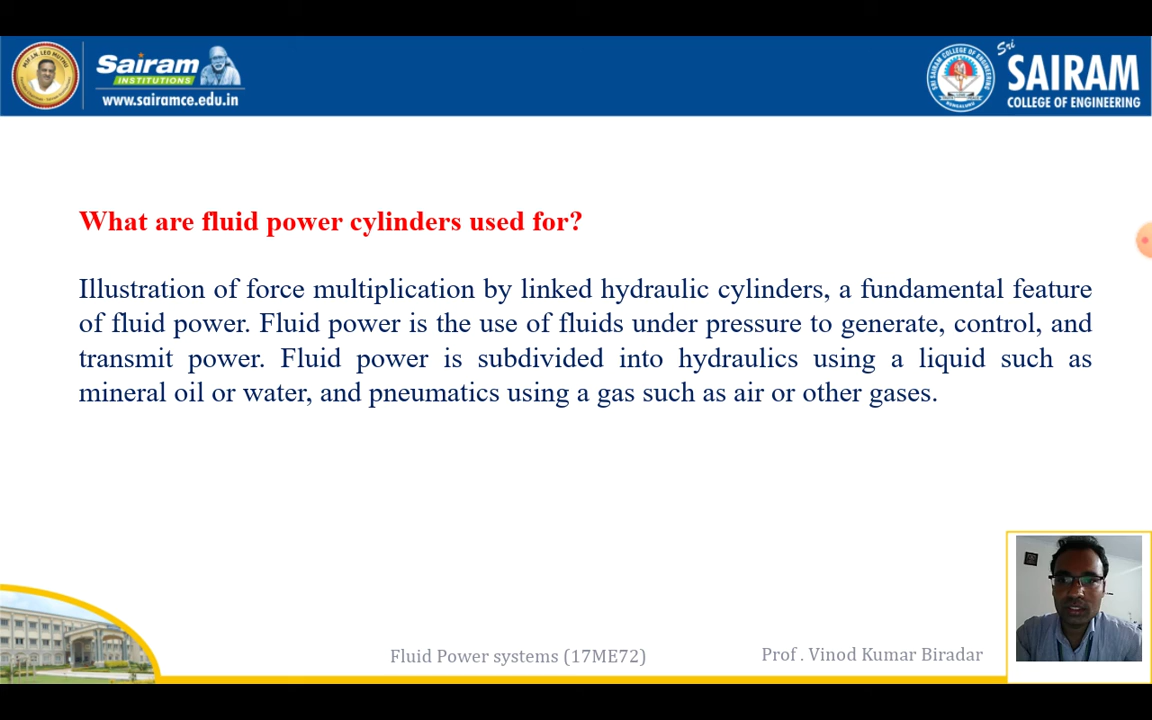 Sairam
INSTITUTIONS
www.sairamce.edu.in
Sri
SAIRAM
COLLEGE OF ENGINEERING
What are fluid power cylinders used for?
Illustration of force multiplication by linked hydraulic cylinders, a fundamental feature
of fluid power. Fluid power is the use of fluids under pressure to generate, control, and
transmit power. Fluid power is subdivided into hydraulics using a liquid such as
mineral oil or water, and pneumatics using a gas such as air or other gases.
Fluid Power systems (17ME72)
Prof . Vinod Kumar Biradar